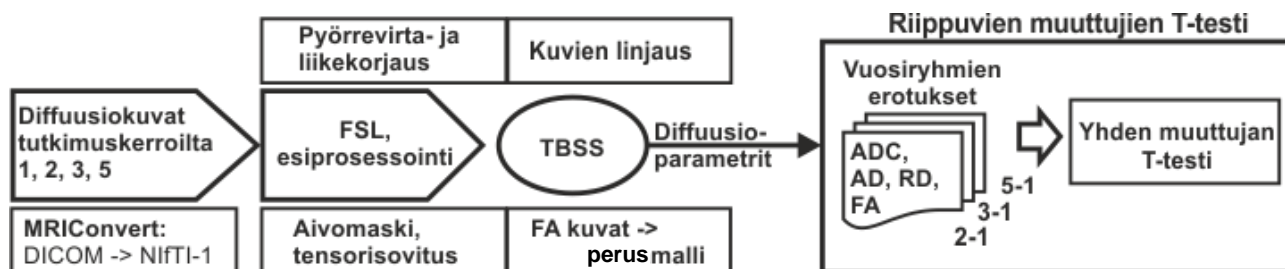 Riippuvien muuttujien T-testi
Pyörrevirta- ja
liikekorjaus
Kuvien linjaus
Diffuusiokuvat
tutkimuskerroilta
1, 2, 3, 5
FSL,
esiprosessointi
TBSS
Diffuusio-
parametrit
Vuosiryhmien
erotukset
ADC,
AD, RD,
FA
5-1
3-1
2-1
Yhden muuttujan
T-testi
MRIConvert:
DICOM -> NIfTI-1
Aivomaski,
tensorisovitus
FA kuvat ->
perus malli